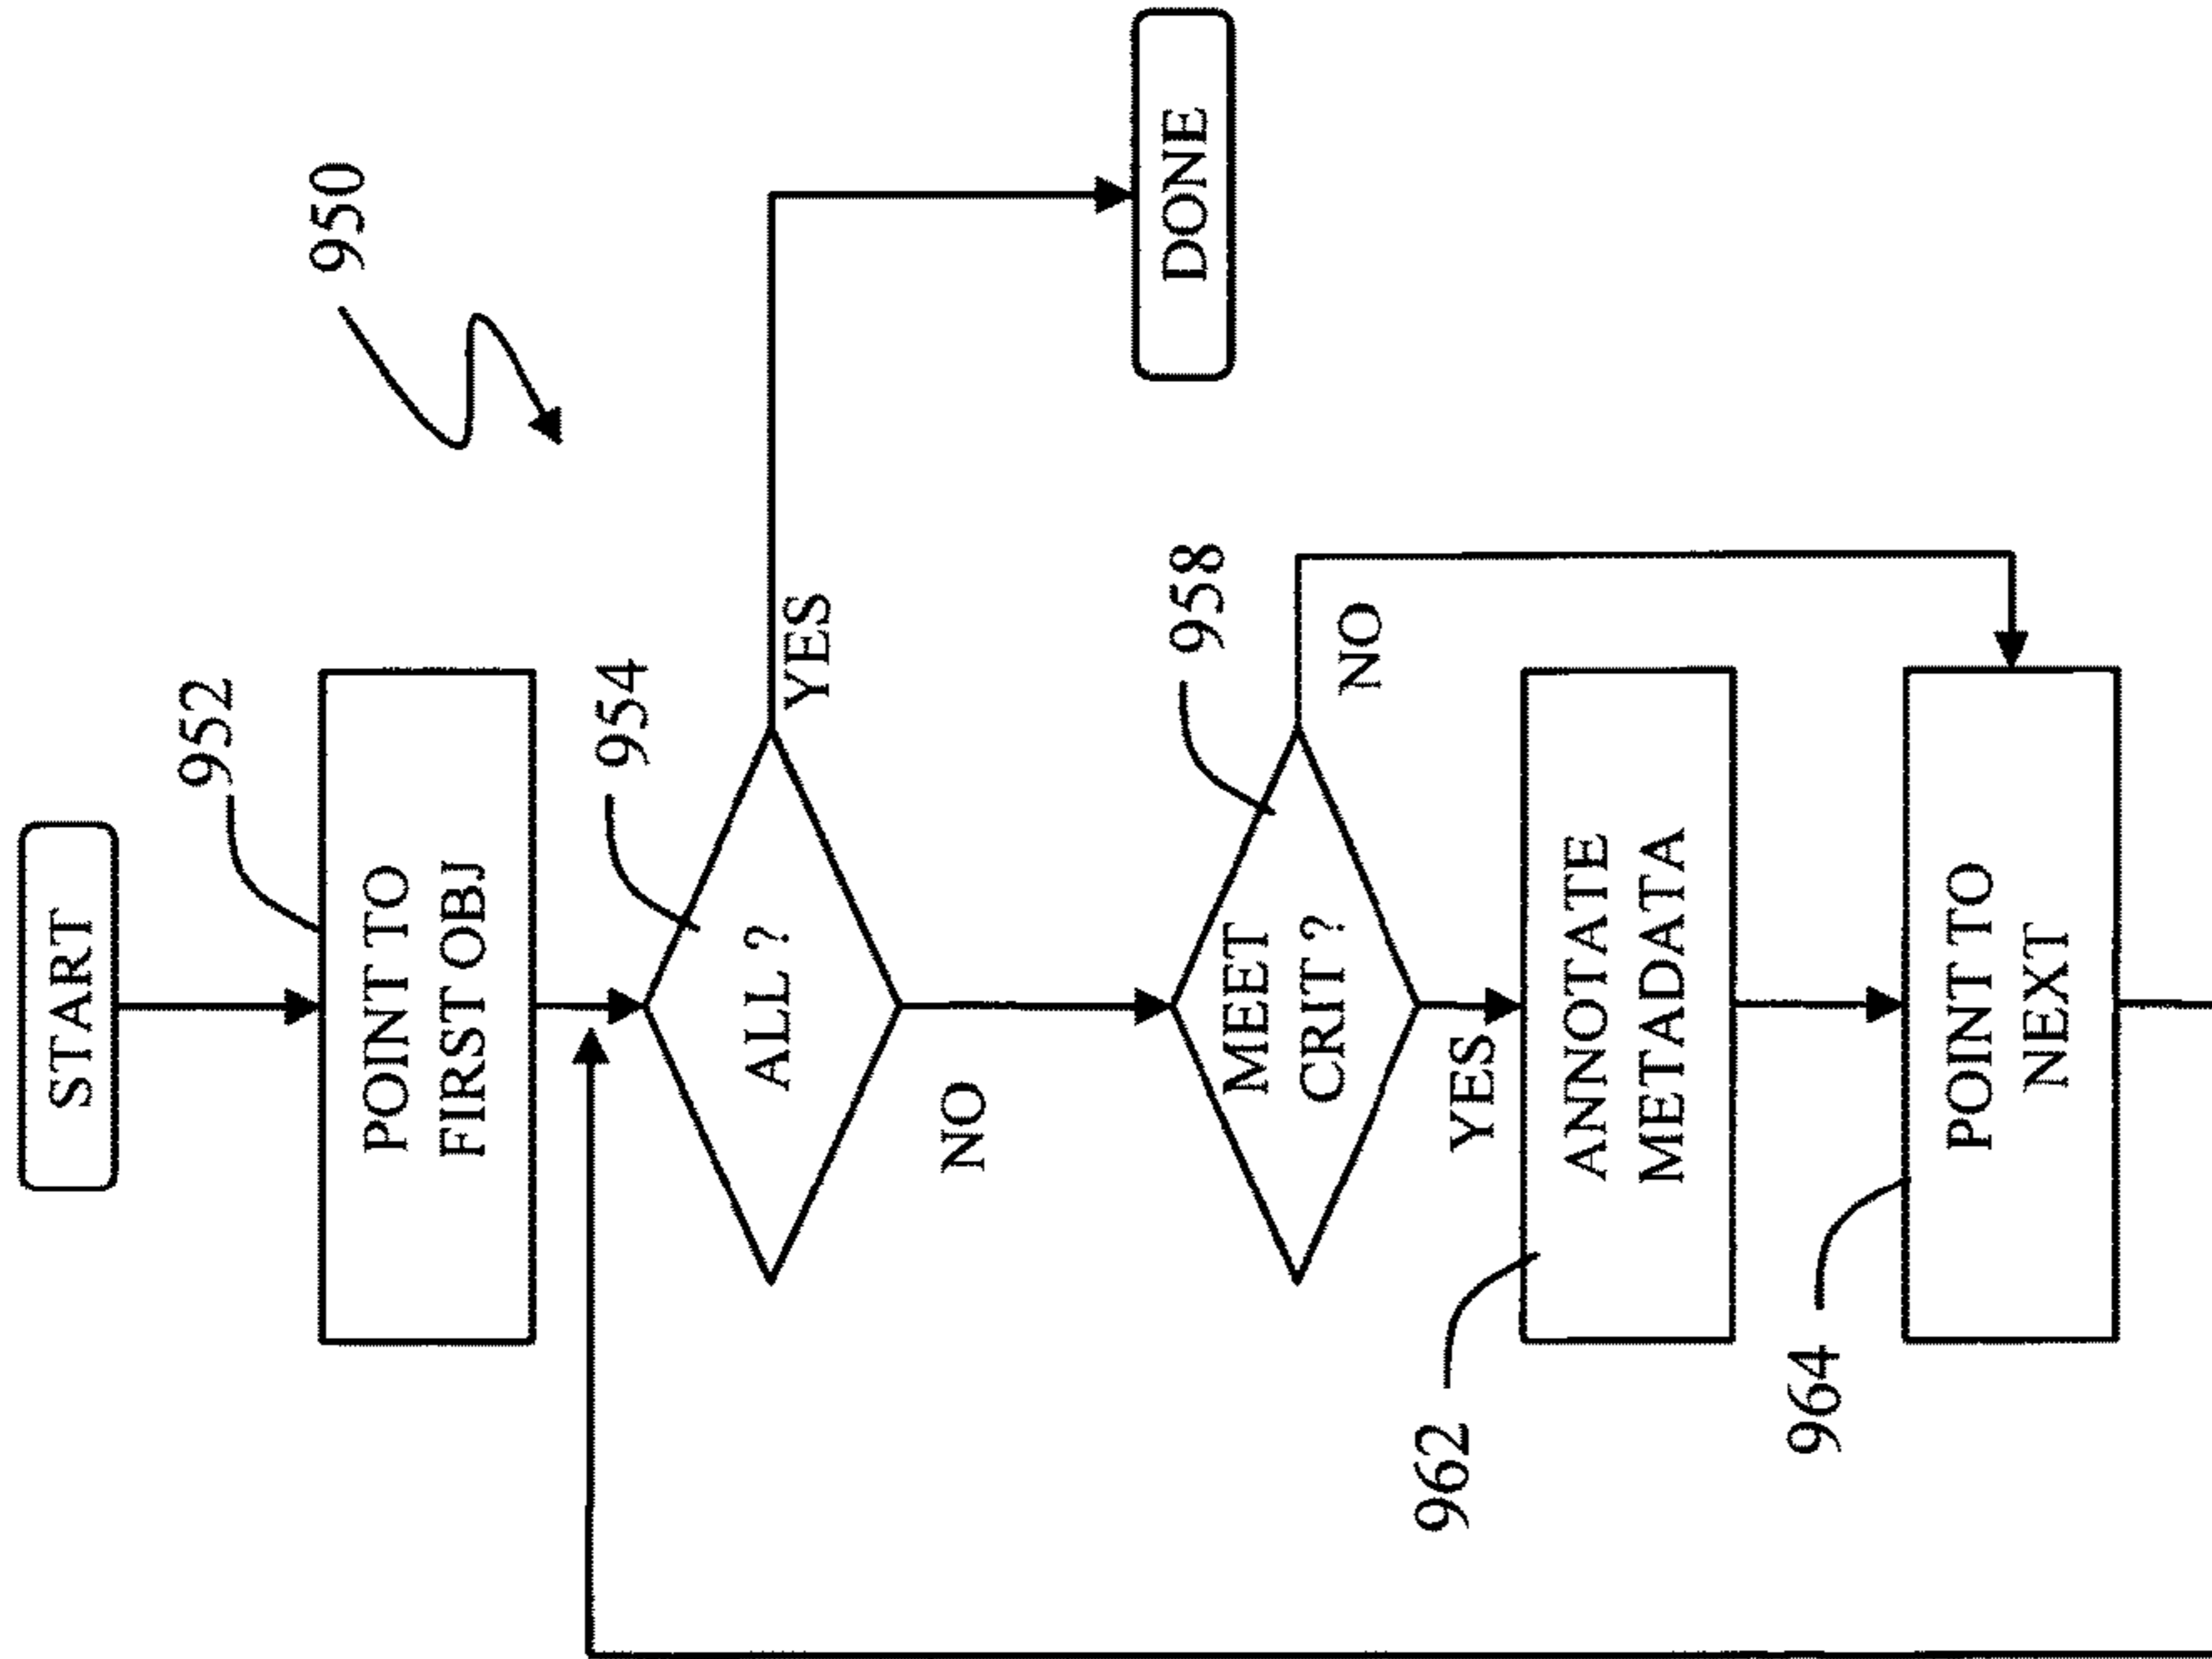 950
START
952
POINT TO
FIRST OBJ
954
ALL ?
YES
NO
DONE
958
MEET
CRIT ?
NO
YES
962
ANNOTATE
METADATA
964
POINT TO
NEXT